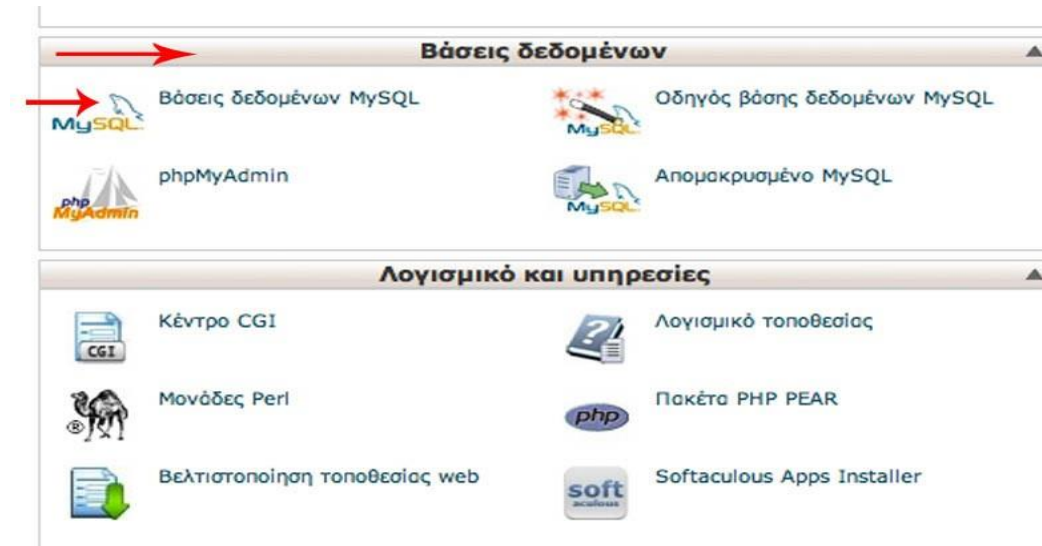 Βάσεις δεδομένων
MySQL
Βάσεις δεδομένων MySQL
MySQL
Οδηγός βάσης δεδομένων MySQL
php
MyAdmin
phpMyAdmin
MySQL
Απομακρυσμένο MySQL
Λογισμικό και υπηρεσίες
CGI
Κέντρο CGI
?
Λογισμικό τοποθεσίας
®
Μονάδες Perl
php
Πακέτα PHP PEAR
Βελτιστοποίηση τοποθεσίας web
soft
aculous
Softaculous Apps Installer